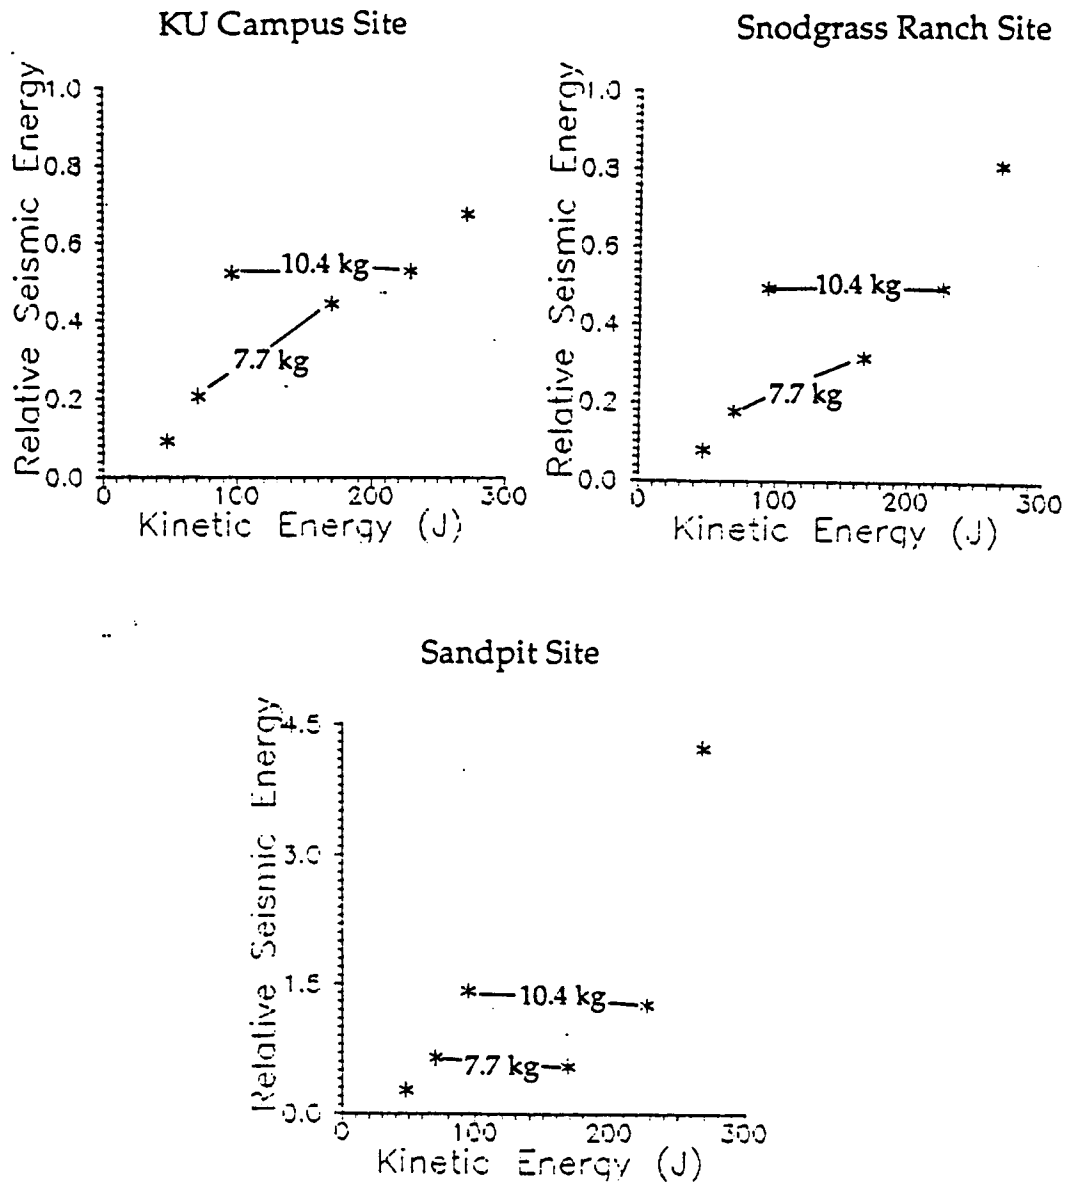 KU Campus Site
Relative Seismic Energy
1.0
0.8
0.6
0.4
0.2
0.0
10.4 kg
7.7 kg
0 100 200 300
Kinetic Energy (J)
Snodgrass Ranch Site
Relative Seismic Energy
1.0
0.8
0.6
0.4
0.2
0.0
10.4 kg
7.7 kg
0 100 200 300
Kinetic Energy (J)
Sandpit Site
Relative Seismic Energy
4.5
3.0
1.5
0.0
10.4 kg
7.7 kg
0 100 200 300
Kinetic Energy (J)